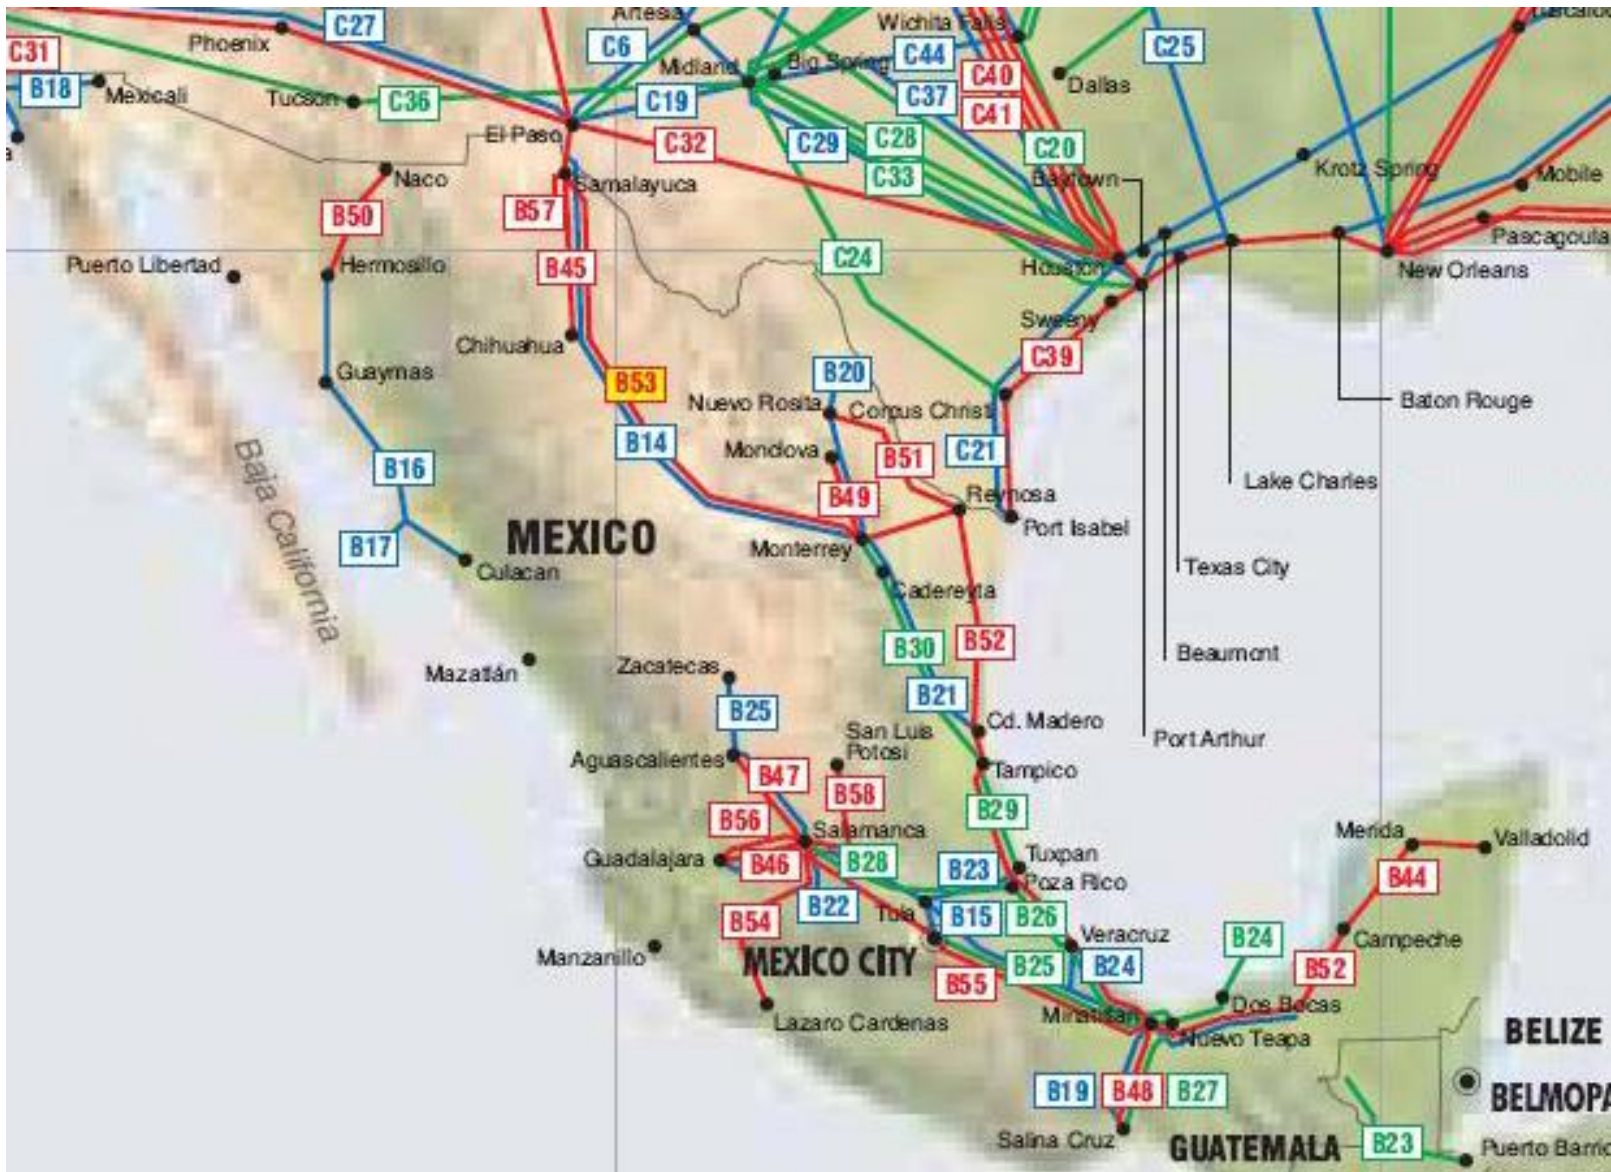 Artesia
Wichita Falls
C31
Phoenix
C27
C6
C44
C25
Midland
Big Spring
C40
B18
Mexicali
Tucson
C36
C19
C37
Dallas
C41
El Paso
C32
C29
C28
C20
Krotz Spring
C33
Baytown
Naco
Samalayuca
Mobile
B50
B57
Pascagoula
C24
Puerto Libertad
Hermosillo
B45
Houston
New Orleans
Sweeny
Chihuahua
C39
Guaymas
B53
B20
Nuevo Rosita
Corpus Christi
Baton Rouge
B14
Monclova
C21
B16
B51
Baja California
B49
Reynosa
Lake Charles
MEXICO
Port Isabel
B17
Monterrey
Culacan
Cadereyta
Texas City
B30
B52
Beaumont
Mazatlán
Zacatecas
B21
B25
San Luis
Potosi
Cd. Madero
Port Arthur
Aguascalientes
B47
Tampico
B58
B29
B56
Salamanca
Merida
Valladolid
Guadalajara
B46
B28
Tuxpan
B23
Poza Rico
B44
B22
Tula
B15
B26
B54
Veracruz
B24
Campeche
Manzanillo
MEXICO CITY
B25
B24
B52
B55
Lazaro Cardenas
Minatitlan
Dos Bocas
Nuevo Teapa
BELIZE
B19
B48
B27
BELMOPA
Salina Cruz
GUATEMALA
B23
Puerto Barrio